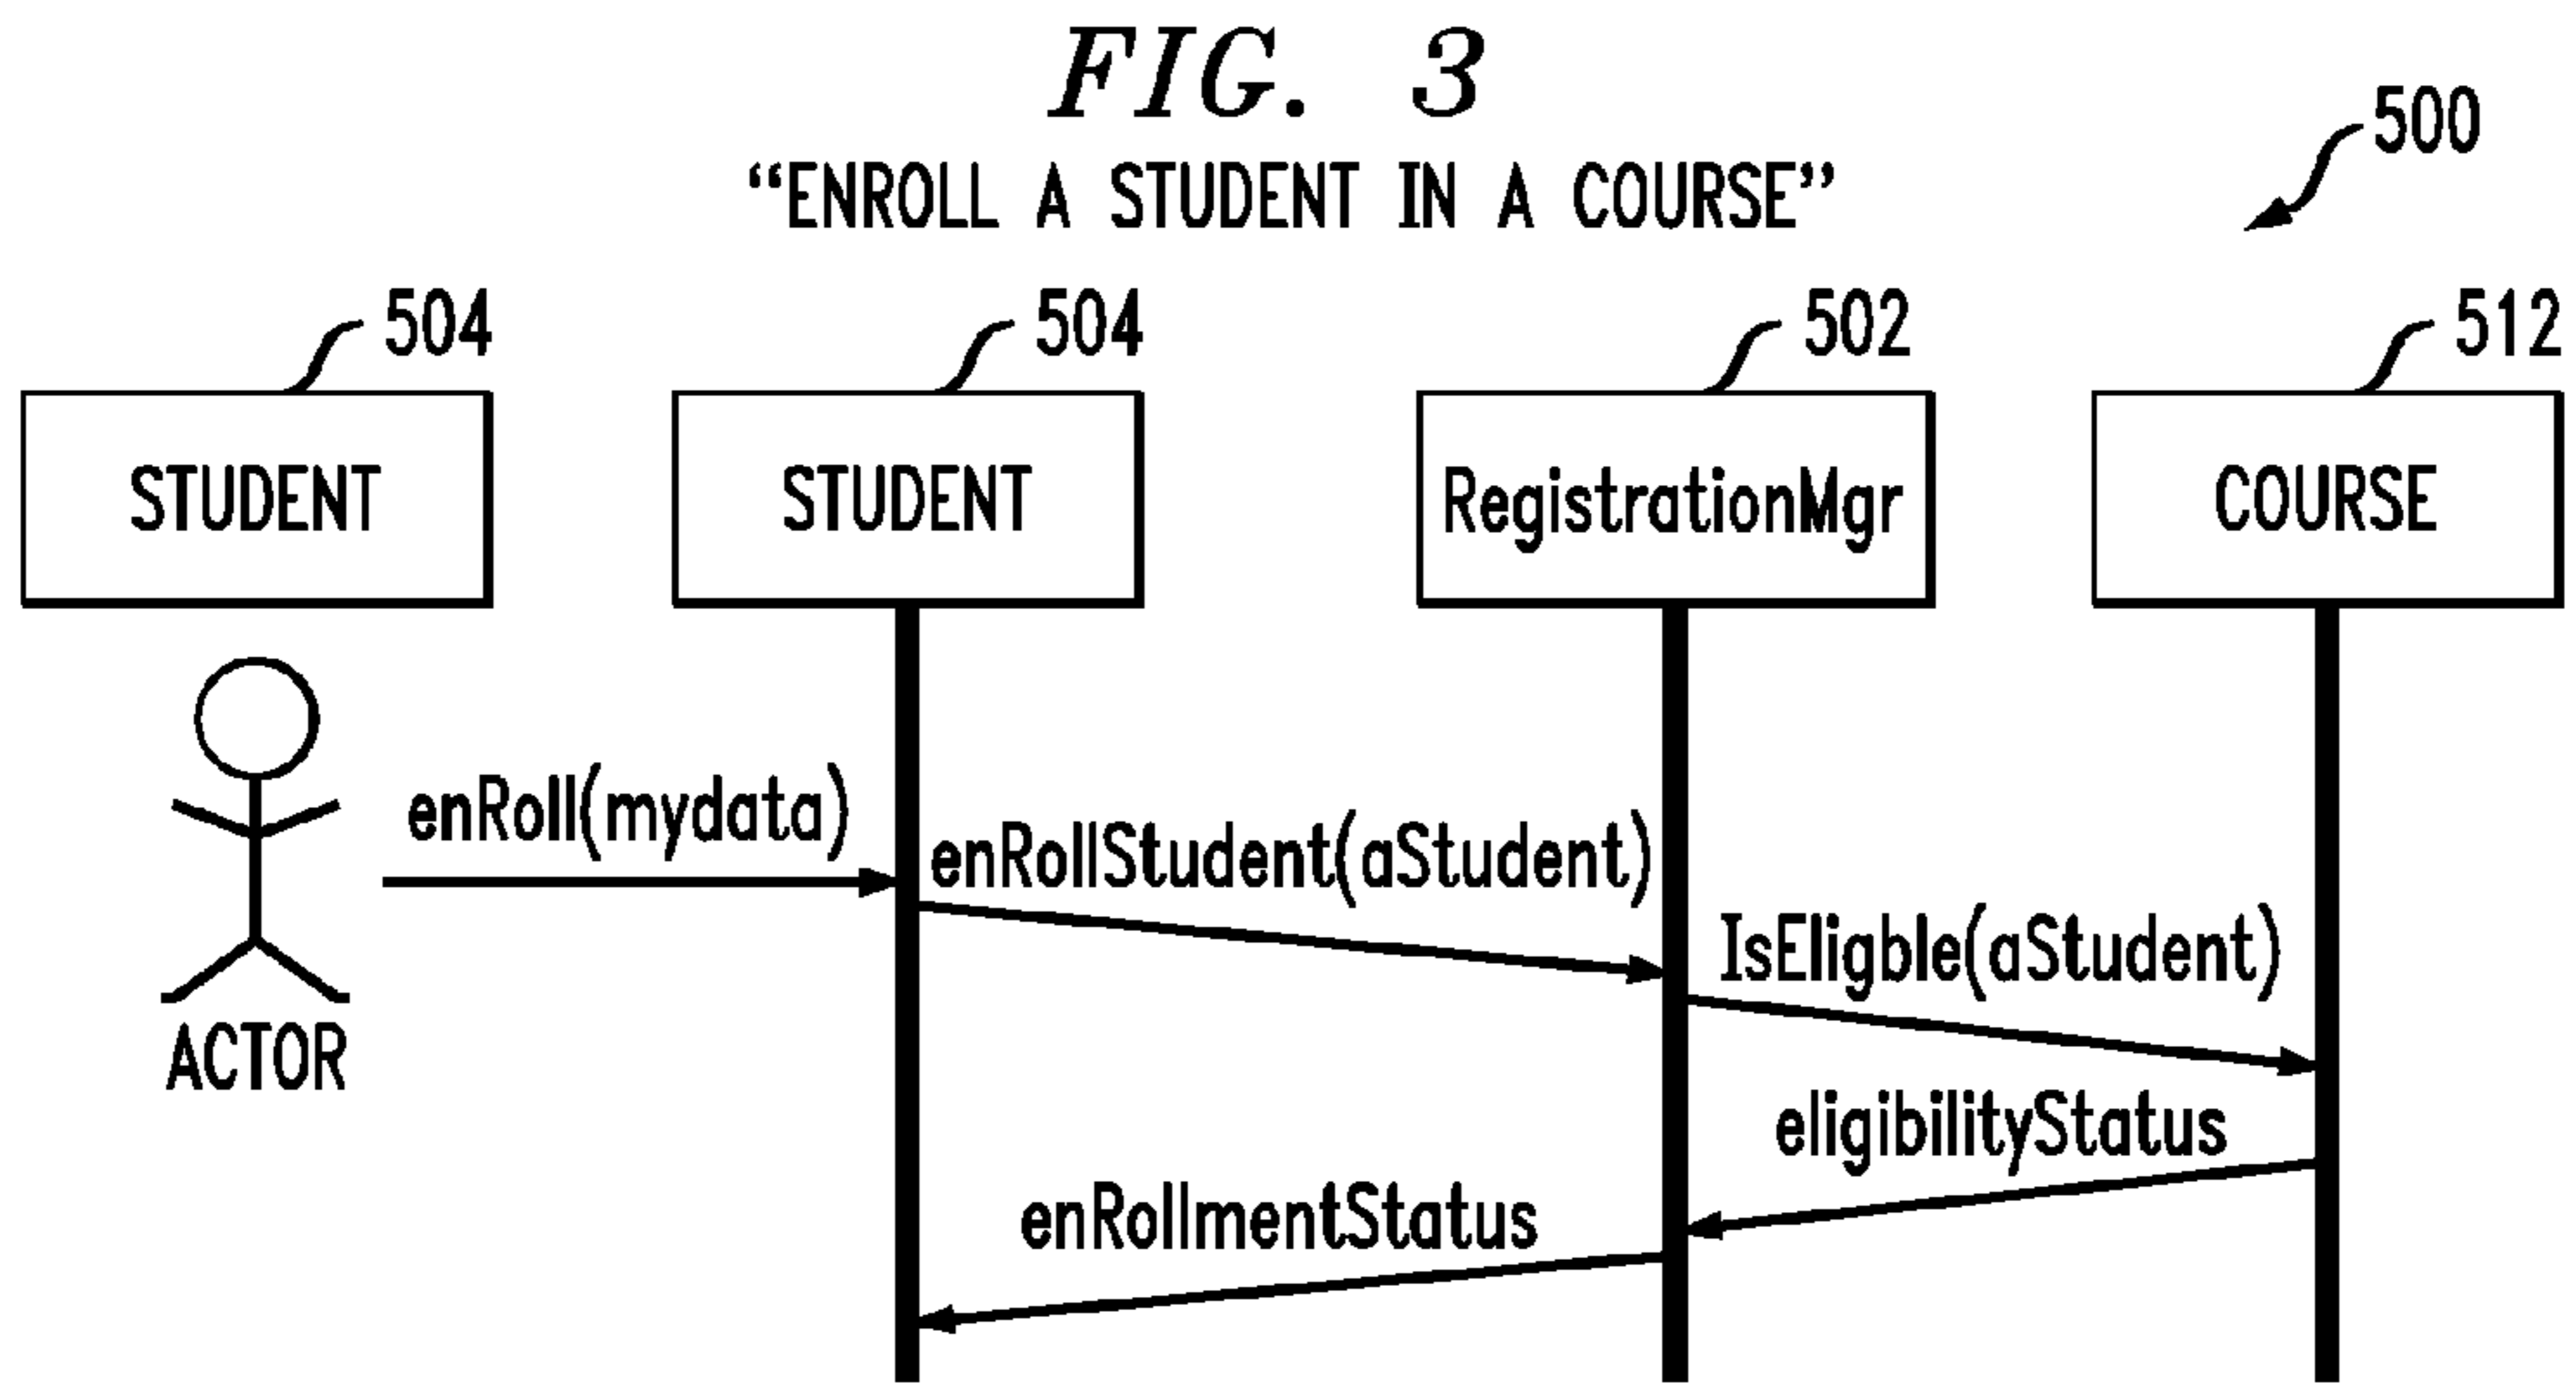 FIG. 3
“ENROLL A STUDENT IN A COURSE”
500
504
504
502
512
STUDENT
STUDENT
RegistrationMgr
COURSE
enRoll(mydata)
enRollStudent(aStudent)
IsEligble(aStudent)
ACTOR
eligibilityStatus
enRollmentStatus